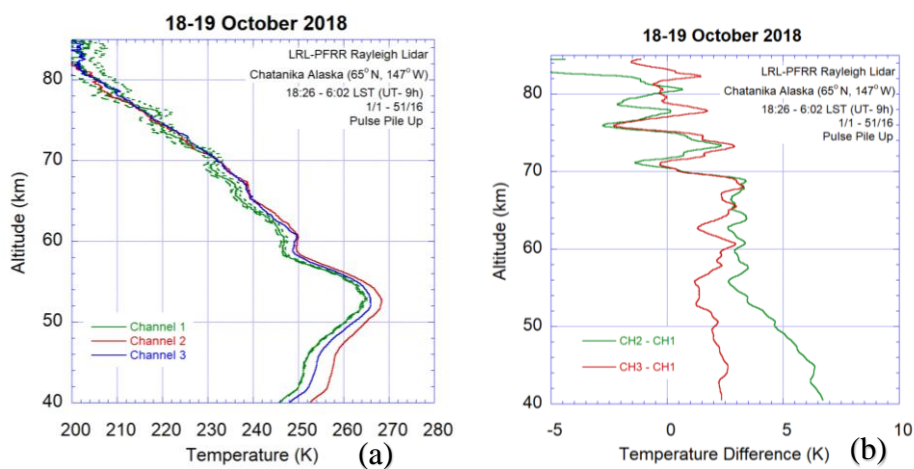 18-19 October 2018
LRL-PFRR Rayleigh Lidar
Chatanika Alaska (65° N, 147° W)
18:26 - 6:02 LST (UT- 9h)
1/1 - 51/16
Pulse Pile Up
80
70
60
50
40
Altitude (km)
Channel 1
Channel 2
Channel 3
200 210 220 230 240 250 260 270 280
Temperature (K)
(a)
18-19 October 2018
LRL-PFRR Rayleigh Lidar
Chatanika Alaska (65° N, 147° W)
18:26 - 6:02 LST (UT- 9h)
1/1 - 51/16
Pulse Pile Up
80
70
60
50
40
Altitude (km)
CH2 - CH1
CH3 - CH1
-5 0 5 10
Temperature Difference (K)
(b)